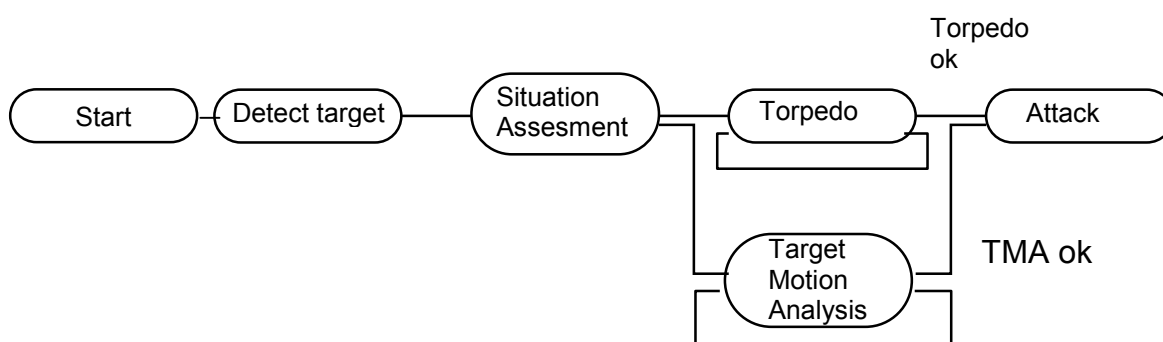 Torpedo
ok
Start
Detect target
Situation
Assesment
Torpedo
Attack
Target
Motion
Analysis
TMA ok